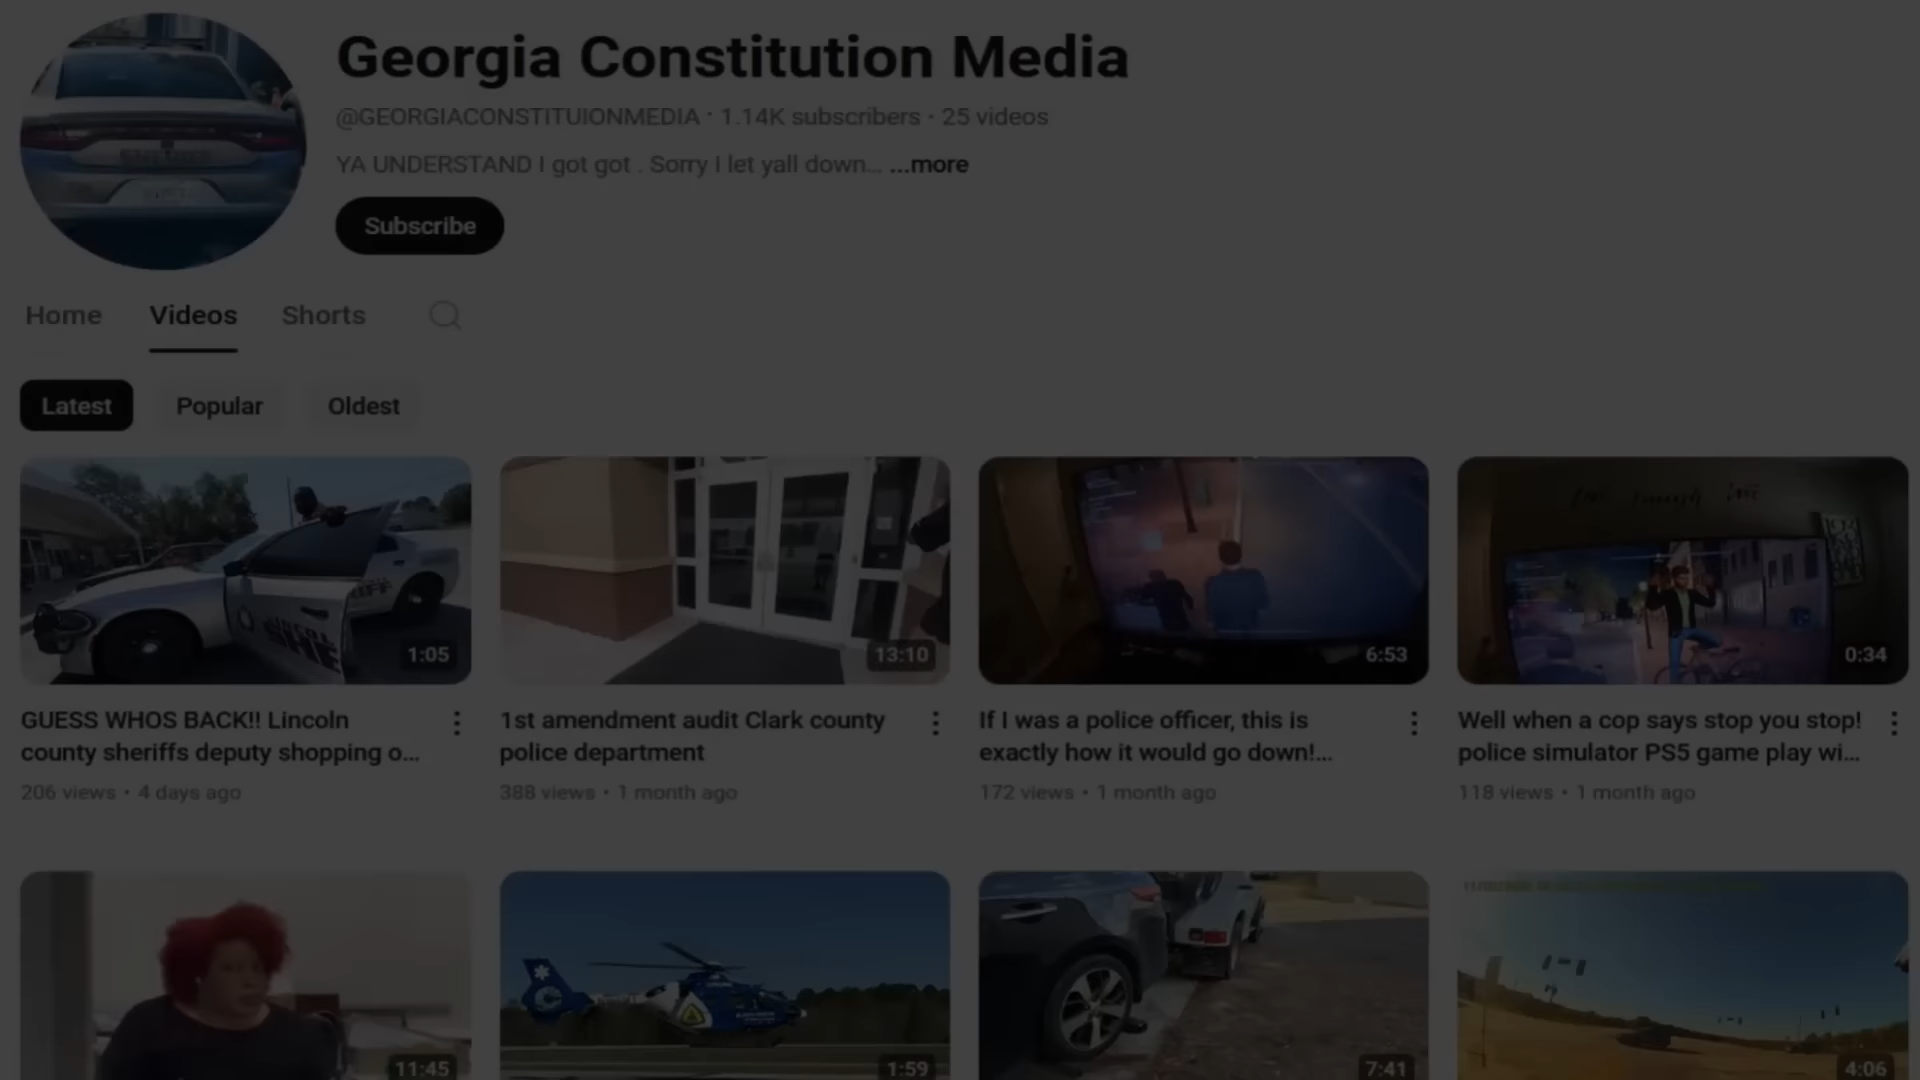 Georgia Constitution Media
@GEORGIACONSTITUIONMEDIA · 1.14K subscribers · 25 videos
YA UNDERSTAND I got got . Sorry I let yall down... ...more
Subscribe
Home Videos Shorts
Latest Popular Oldest
1:05 13:10 6:53 0:34
GUESS WHOS BACK!! Lincoln
county sheriffs deputy shopping o...
206 views • 4 days ago
1st amendment audit Clark county
police department
388 views • 1 month ago
If I was a police officer, this is
exactly how it would go down!...
172 views • 1 month ago
Well when a cop says stop you stop!
police simulator PS5 game play wi...
118 views • 1 month ago
11:45 1:59 7:41 4:06